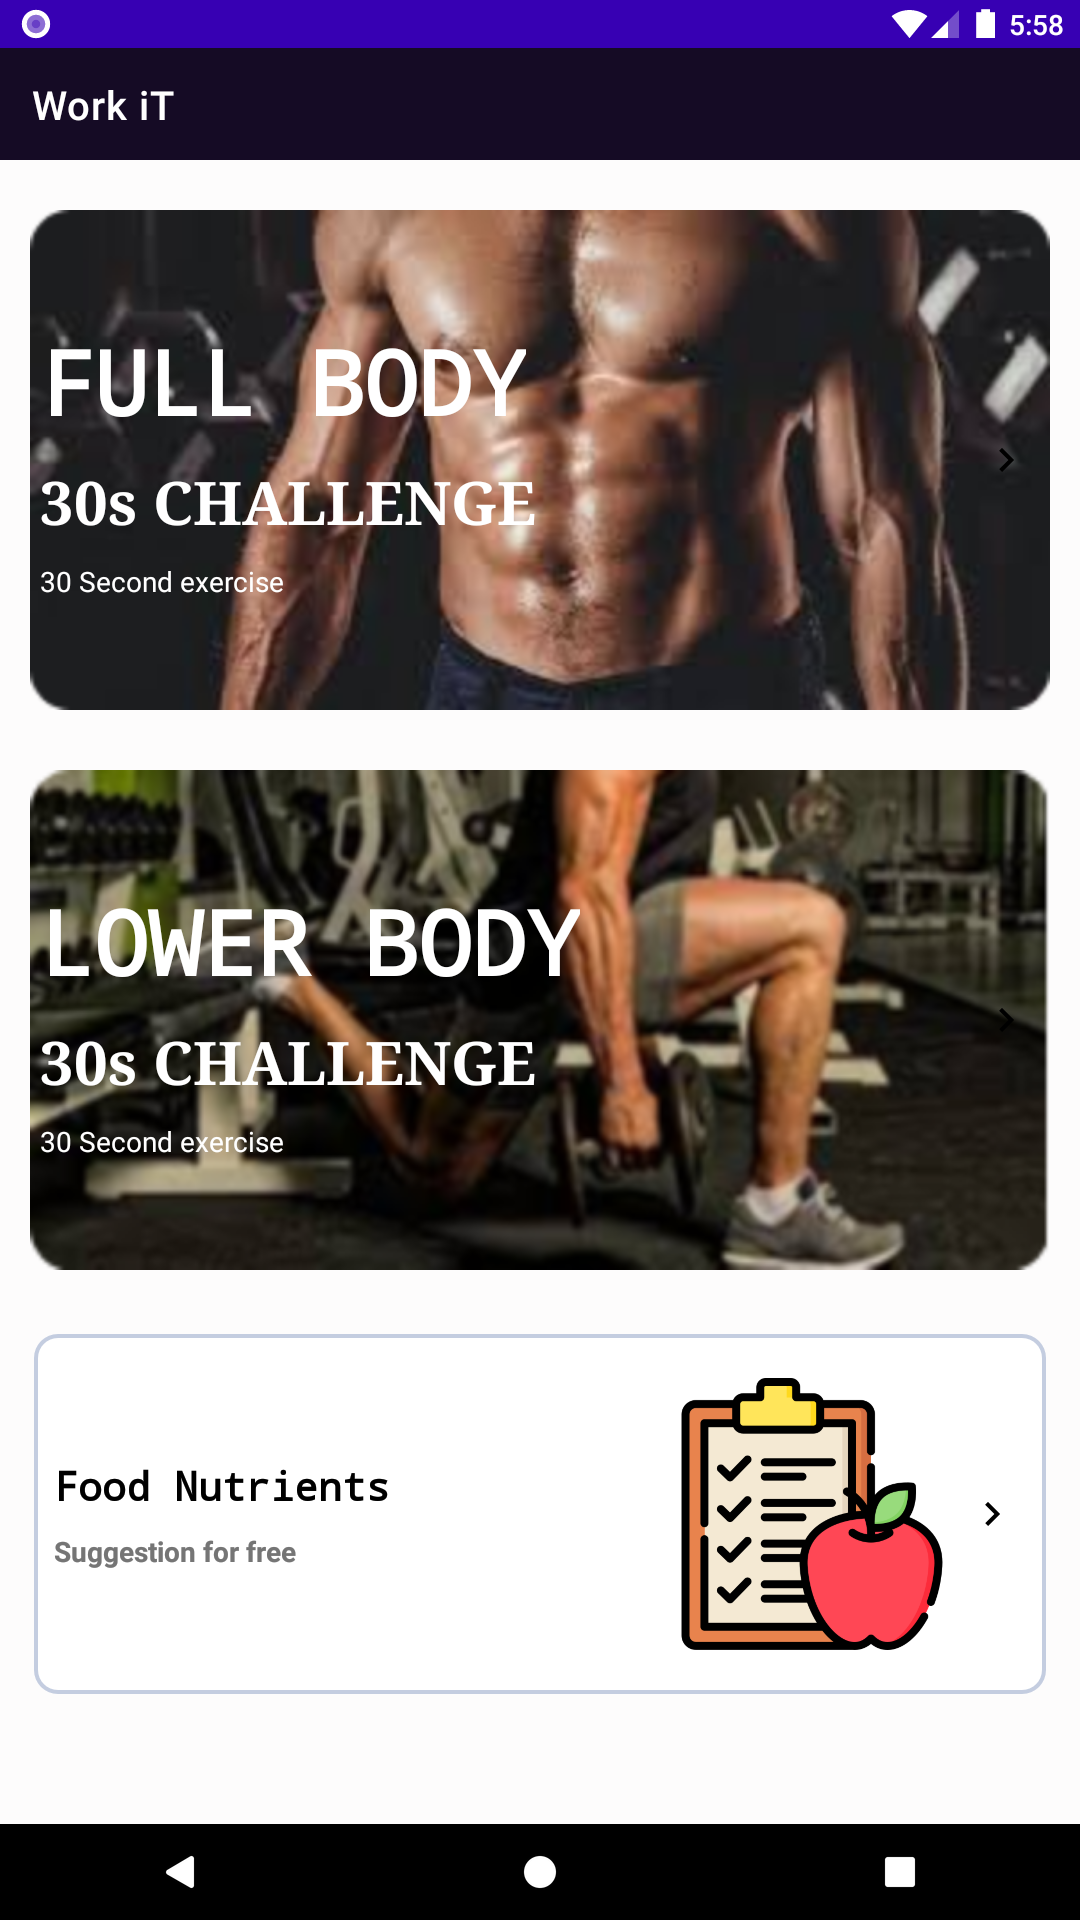 5:58
Work iT
FULL BODY
30s CHALLENGE
30 Second exercise
LOWER BODY
30s CHALLENGE
30 Second exercise
Food Nutrients
Suggestion for free